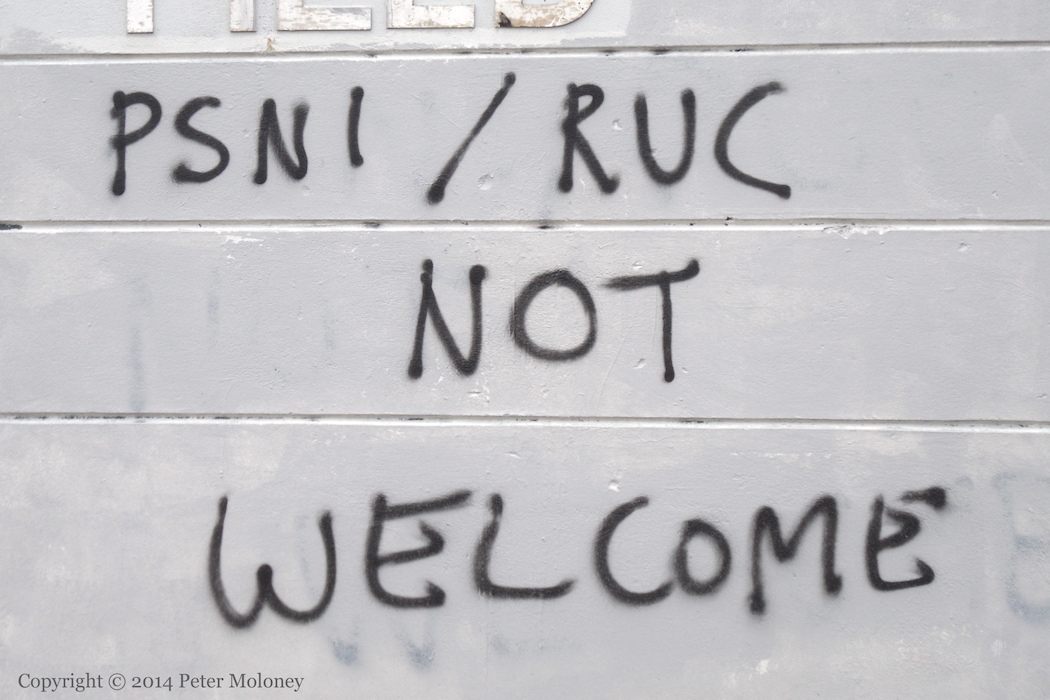 PSNI / RUC
NOT
WELCOME
Copyright © 2014 Peter Moloney